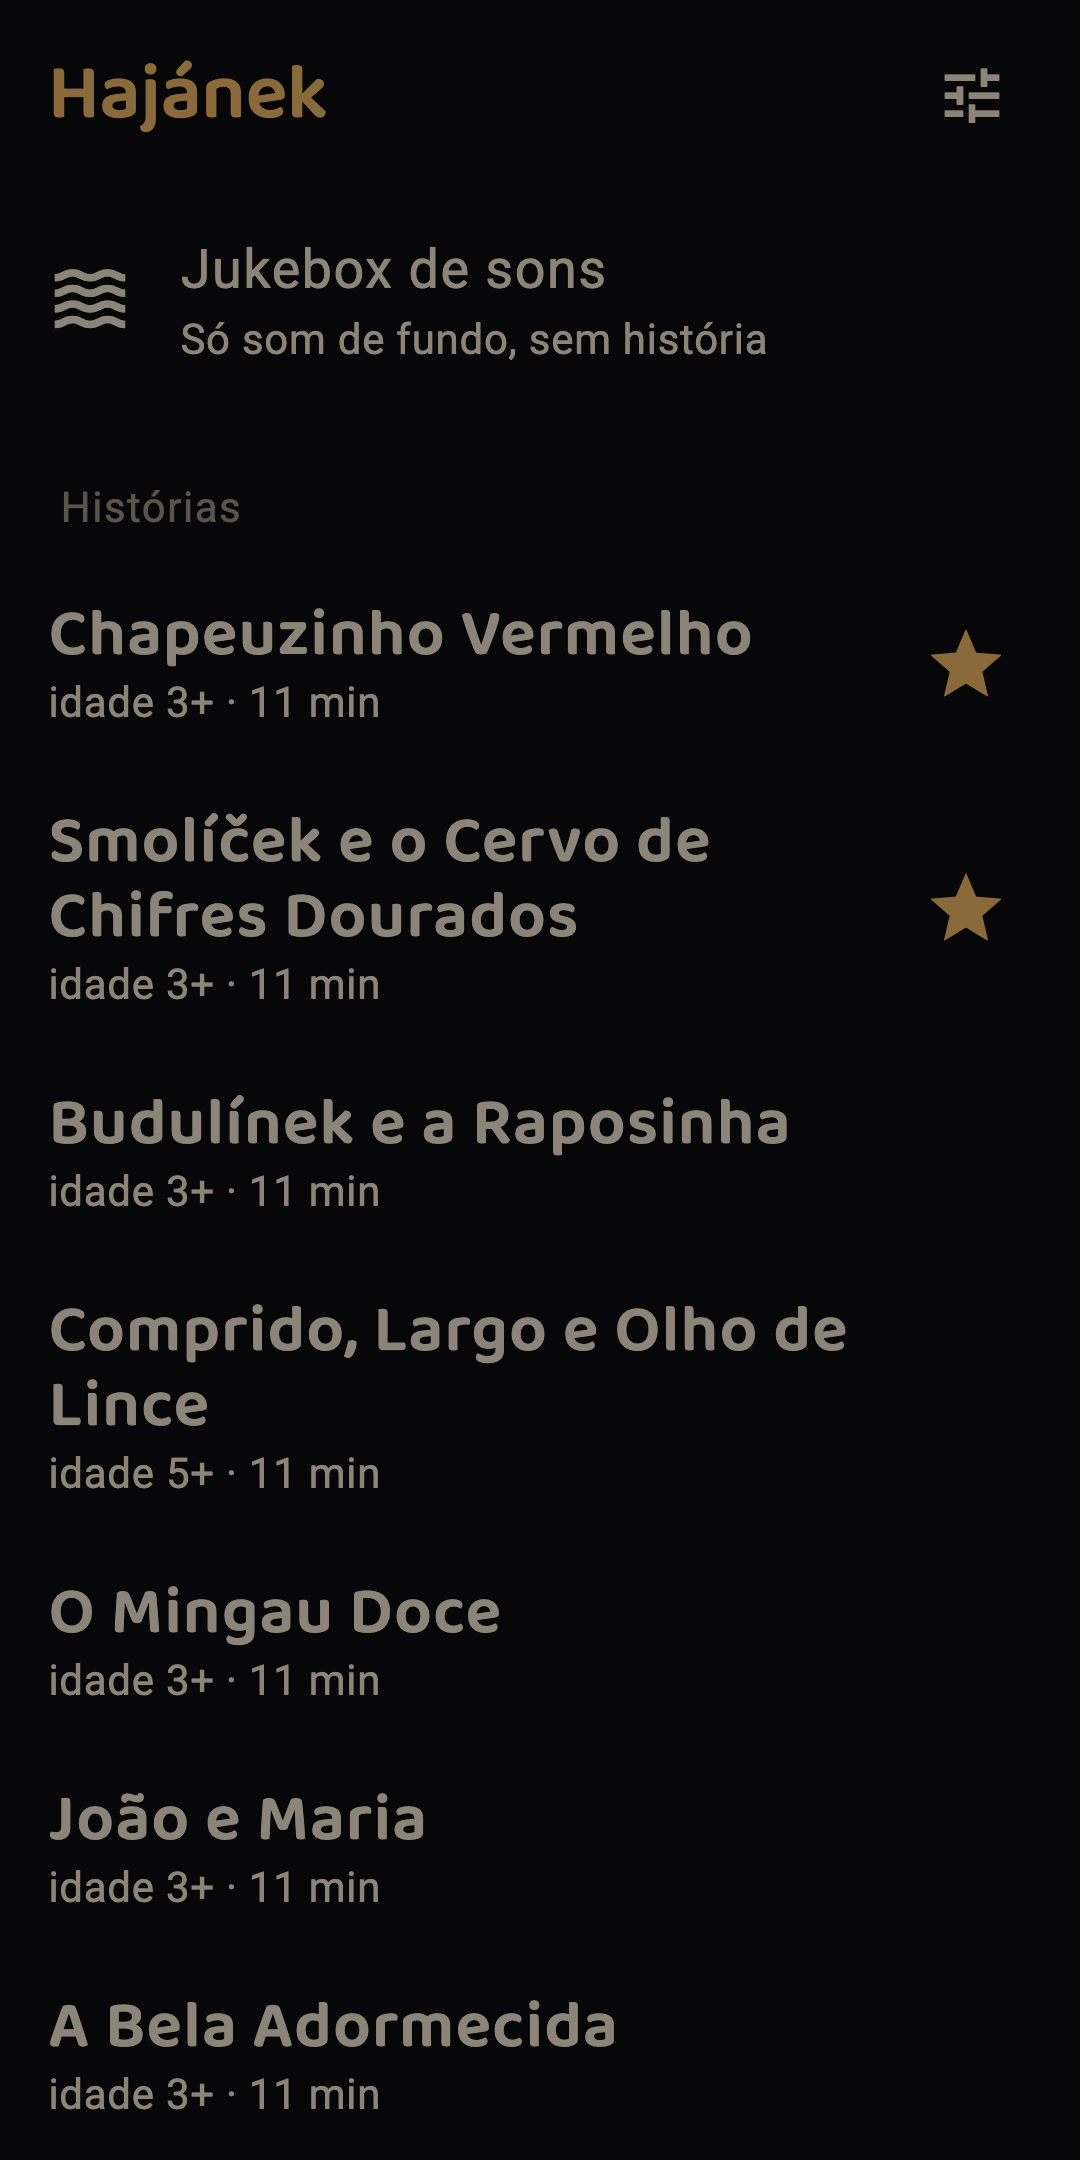 Hajánek
Jukebox de sons
Só som de fundo, sem história
Histórias
Chapeuzinho Vermelho
idade 3+ · 11 min
Smolíček e o Cervo de
Chifres Dourados
idade 3+ · 11 min
Budulínek e a Raposinha
idade 3+ · 11 min
Comprido, Largo e Olho de
Lince
idade 5+ · 11 min
O Mingau Doce
idade 3+ · 11 min
João e Maria
idade 3+ · 11 min
A Bela Adormecida
idade 3+ · 11 min